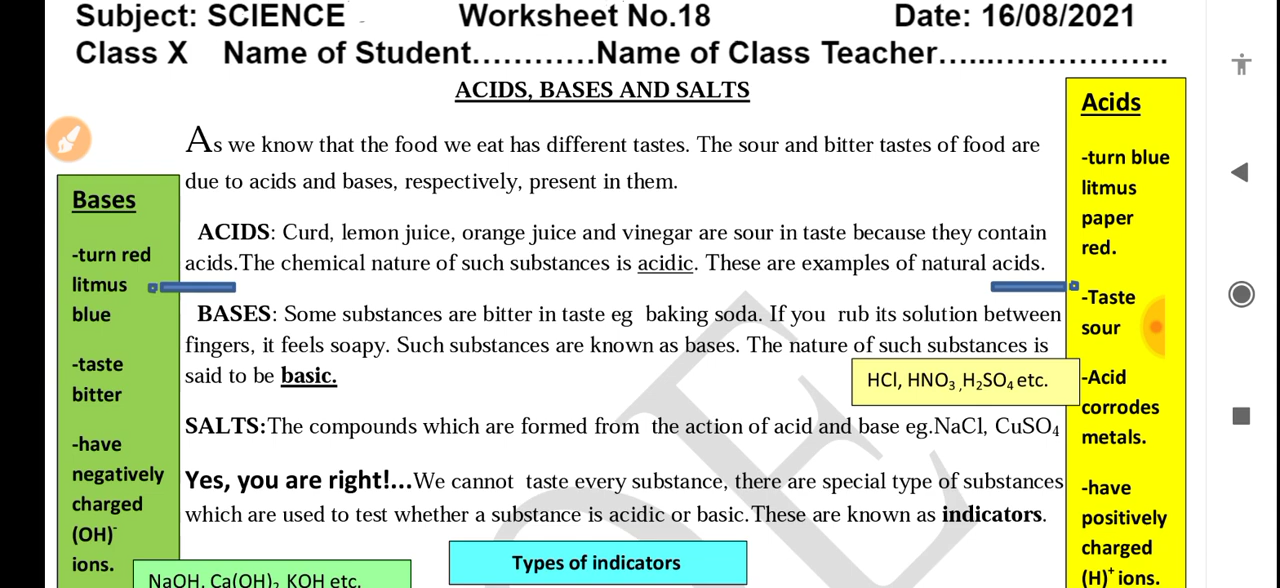 Subject: SCIENCE Worksheet No.18 Date: 16/08/2021
Class X Name of Student............Name of Class Teacher.........................
ACIDS, BASES AND SALTS
As we know that the food we eat has different tastes. The sour and bitter tastes of food are
due to acids and bases, respectively, present in them.
ACIDS: Curd, lemon juice, orange juice and vinegar are sour in taste because they contain
acids.The chemical nature of such substances is acidic. These are examples of natural acids.
BASES: Some substances are bitter in taste eg baking soda. If you rub its solution between
fingers, it feels soapy. Such substances are known as bases. The nature of such substances is
said to be basic.
HCl, HNO₃ ,H₂SO₄ etc.
SALTS:The compounds which are formed from the action of acid and base eg.NaCl, CuSO₄
Yes, you are right!...We cannot taste every substance, there are special type of substances
which are used to test whether a substance is acidic or basic.These are known as indicators.
Types of indicators
Bases
-turn red
litmus
blue
-taste
bitter
-have
negatively
charged
(OH)⁻
ions.
NaOH, Ca(OH)₂ KOH etc.
Acids
-turn blue
litmus
paper
red.
-Taste
sour
-Acid
corrodes
metals.
-have
positively
charged
(H)⁺ ions.